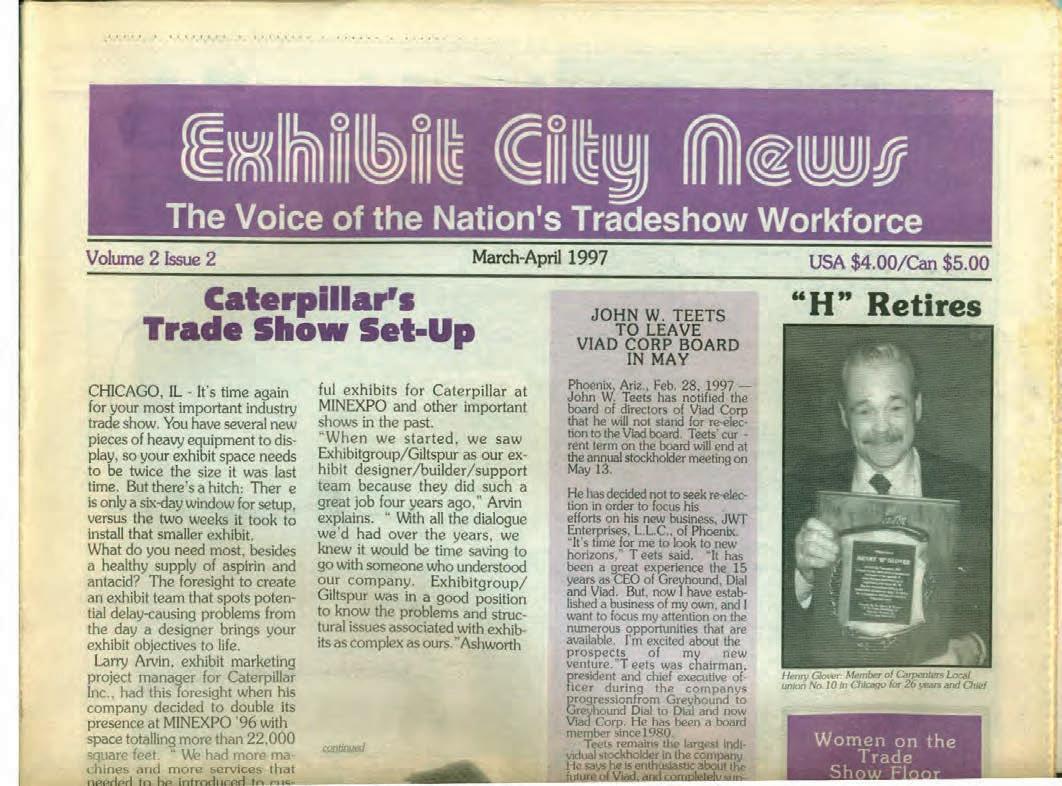 Exhibit City News
The Voice of the Nation's Tradeshow Workforce
Volume 2 Issue 2
March-April 1997
USA $4.00/Can $5.00
Caterpillar's
Trade Show Set-Up
CHICAGO, IL - It's time again
for your most important industry
trade show. You have several new
pieces of heavy equipment to dis-
play, so your exhibit space needs
to be twice the size it was last
time. But there's a hitch: Ther e
is only a six-day window for setup,
versus the two weeks it took to
install that smaller exhibit.
What do you need most, besides
a healthy supply of aspirin and
antacid? The foresight to create
an exhibit team that spots poten-
tial delay-causing problems from
the day a designer brings your
exhibit objectives to life.
Larry Arvin, exhibit marketing
project manager for Caterpillar
Inc., had this foresight when his
company decided to double its
presence at MINEXPO '96 with
space totalling more than 22,000
square feet. " We had more ma-
chines and more services that
needed to be introduced to cus-
ful exhibits for Caterpillar at
MINEXPO and other important
shows in the past.
"When we started, we saw
Exhibitgroup/Giltspur as our ex-
hibit designer/builder/support
team because they did such a
great job four years ago," Arvin
explains. " With all the dialogue
we'd had over the years, we
knew it would be time saving to
go with someone who understood
our company. Exhibitgroup/
Giltspur was in a good position
to know the problems and struc-
tural issues associated with exhib-
its as complex as ours."Ashworth
continued
JOHN W. TEETS
TO LEAVE
VIAD CORP BOARD
IN MAY
Phoenix, Ariz., Feb. 28, 1997 —
John W. Teets has notified the
board of directors of Viad Corp
that he will not stand for re-elec-
tion to the Viad board. Teets' cur -
rent term on the board will end at
the annual stockholder meeting on
May 13.
He has decided not to seek re-elec-
tion in order to focus his
efforts on his new business, JWT
Enterprises, L.L.C., of Phoenix.
"It's time for me to look to new
horizons," T eets said. "It has
been a great experience the 15
years as CEO of Greyhound, Dial
and Viad. But, now I have estab-
lished a business of my own, and I
want to focus my attention on the
numerous opportunities that are
available. I'm excited about the
prospects of my new
venture."T eets was chairman,
president and chief executive of-
ficer during the companys
progressionfrom Greyhound to
Greyhound Dial to Dial and now
Viad Corp. He has been a board
member since1980.
Teets remains the largest indi-
vidual stockholder in the company.
He says he is enthusiastic about the
future of Viad, and completely sup-
"H" Retires
HENRY "H" GLOVER
Henry Glover: Member of Carpenters Local
union No. 10 in Chicago for 26 years and Chief
Women on the
Trade
Show Floor